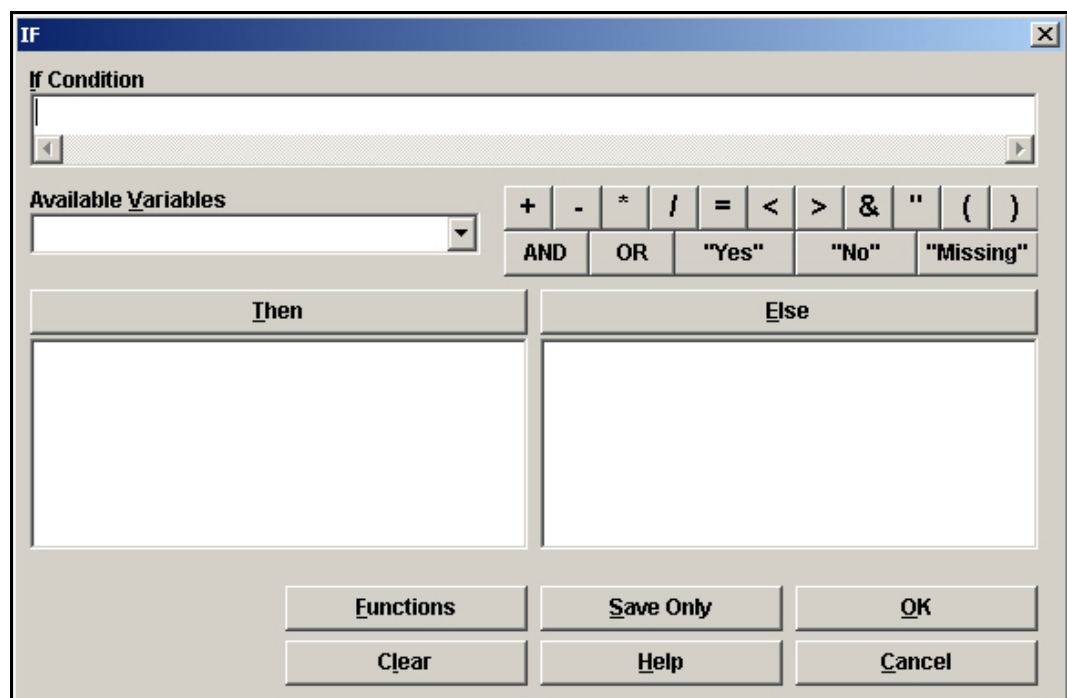 IF
If Condition
Available Variables
+ - * / = < > & " ( )
AND OR "Yes" "No" "Missing"
Then Else
Functions Save Only OK
Clear Help Cancel